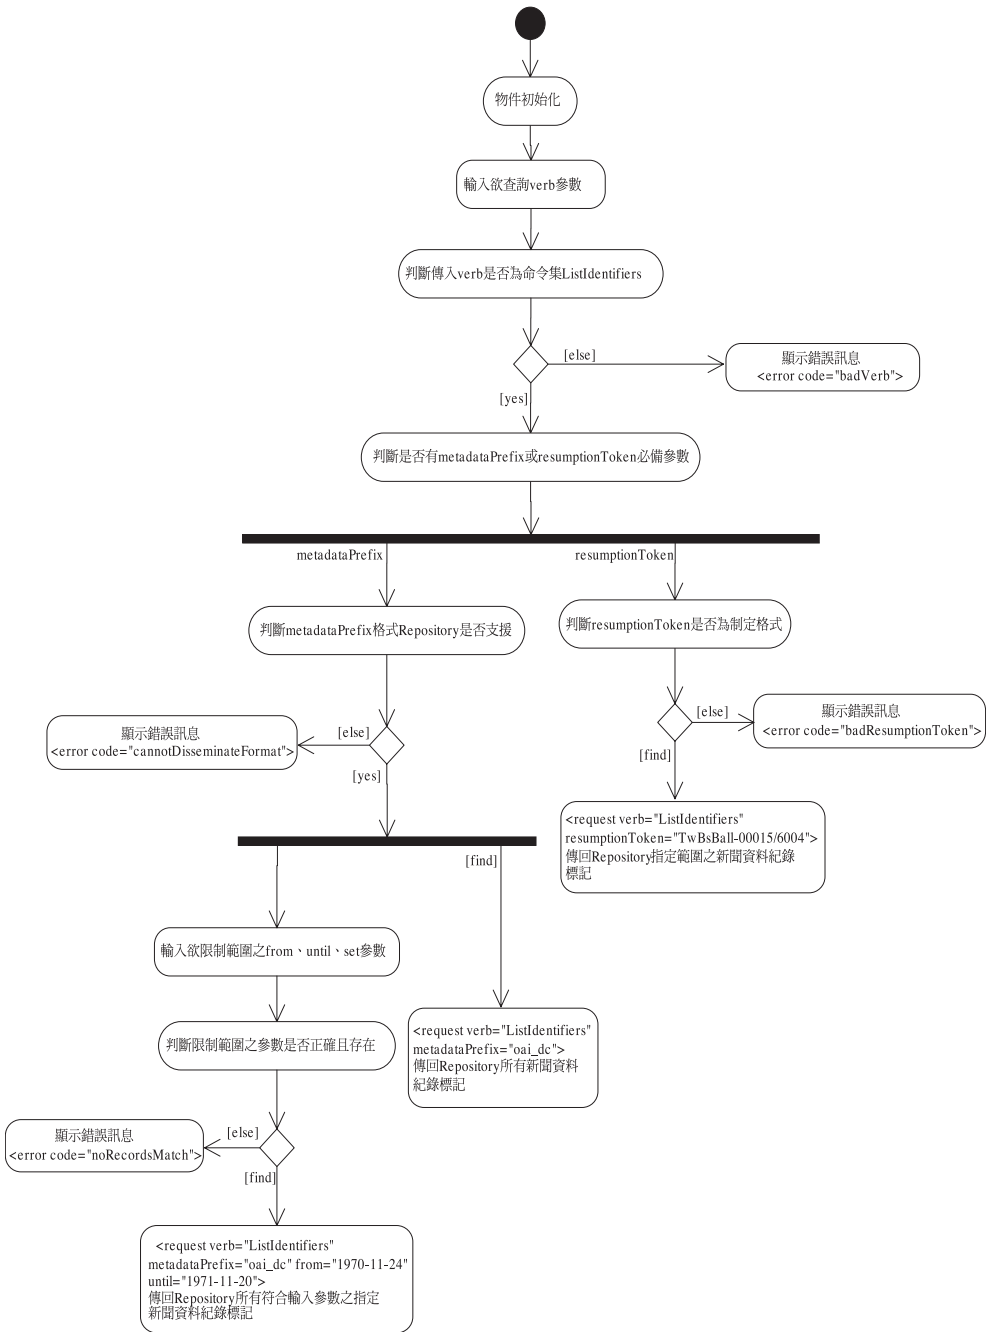 物件初始化
輸入欲查詢verb參數
判斷傳入verb是否為命令集ListIdentifiers
[else]
顯示錯誤訊息
<error code="badVerb">
[yes]
判斷是否有metadataPrefix或resumptionToken必備參數
metadataPrefix
resumptionToken
判斷metadataPrefix格式Repository是否支援
判斷resumptionToken是否為制定格式
[else]
顯示錯誤訊息
<error code="badResumptionToken">
[find]
顯示錯誤訊息
<error code="cannotDisseminateFormat">
[else]
[yes]
<request verb="ListIdentifiers"
resumptionToken="TwBsBall-00015/6004">
傳回Repository指定範圍之新聞資料紀錄
標記
[find]
輸入欲限制範圍之from、until、set參數
判斷限制範圍之參數是否正確且存在
<request verb="ListIdentifiers"
metadataPrefix="oai_dc">
傳回Repository所有新聞資料
紀錄標記
顯示錯誤訊息
<error code="noRecordsMatch">
[else]
[find]
<request verb="ListIdentifiers"
metadataPrefix="oai_dc" from="1970-11-24"
until="1971-11-20">
傳回Repository所有符合輸入參數之指定
新聞資料紀錄標記